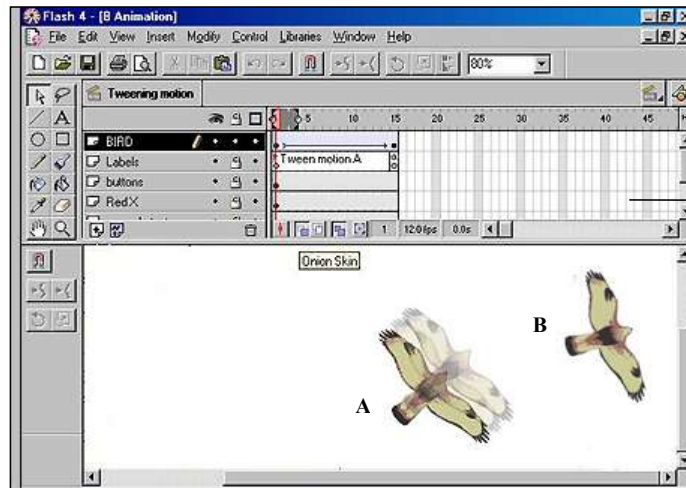 Flash 4 - [B Animation]
File Edit View Insert Modify Control Libraries Window Help
80%
Tweening motion
5 10 15 20 25 30 35 40 45
BIRD
Labels Tween motion A
buttons
Red X
1 12.0 fps 0.0s
Onion Skin
B
A